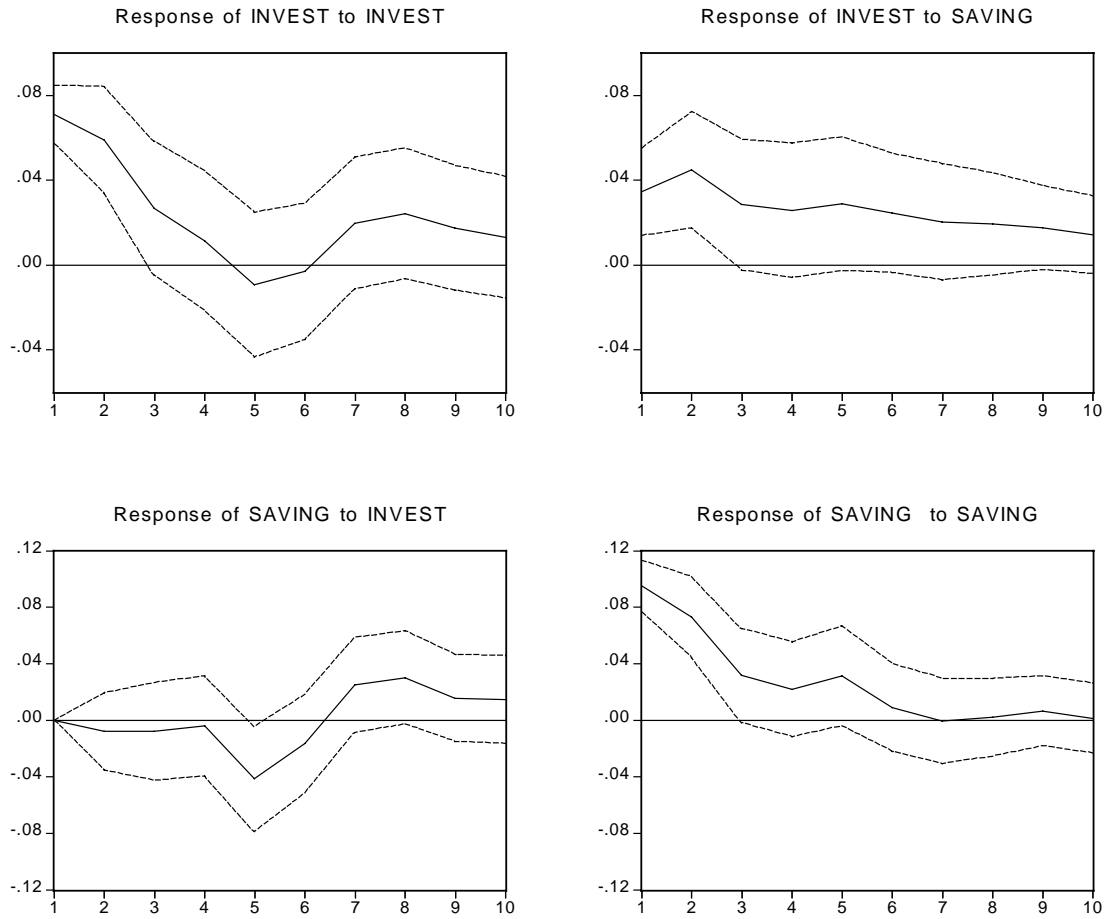 Response of INVEST to INVEST
.08
.04
.00
-.04
1 2 3 4 5 6 7 8 9 10
Response of INVEST to SAVING
.08
.04
.00
-.04
1 2 3 4 5 6 7 8 9 10
Response of SAVING to INVEST
.12
.08
.04
.00
-.04
-.08
-.12
1 2 3 4 5 6 7 8 9 10
Response of SAVING to SAVING
.12
.08
.04
.00
-.04
-.08
-.12
1 2 3 4 5 6 7 8 9 10